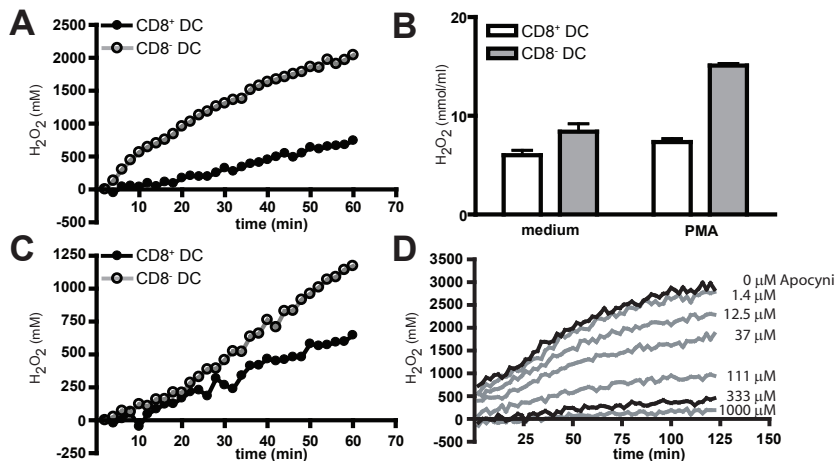 A
CD8⁺ DC
CD8⁻ DC
H₂O₂ (mM)
2500
2000
1500
1000
500
0
-500
10 20 30 40 50 60 70
time (min)
B
CD8⁺ DC
CD8⁻ DC
H₂O₂ (mmol/ml)
20
10
0
medium PMA
C
CD8⁺ DC
CD8⁻ DC
H₂O₂ (mM)
1250
1000
750
500
250
0
-250
10 20 30 40 50 60 70
time (min)
D
H₂O₂ (mM)
3500
3000
2500
2000
1500
1000
500
0
-500
25 50 75 100 125 150
time (min)
0 µM Apocyni
1.4 µM
12.5 µM
37 µM
111 µM
333 µM
1000 µM